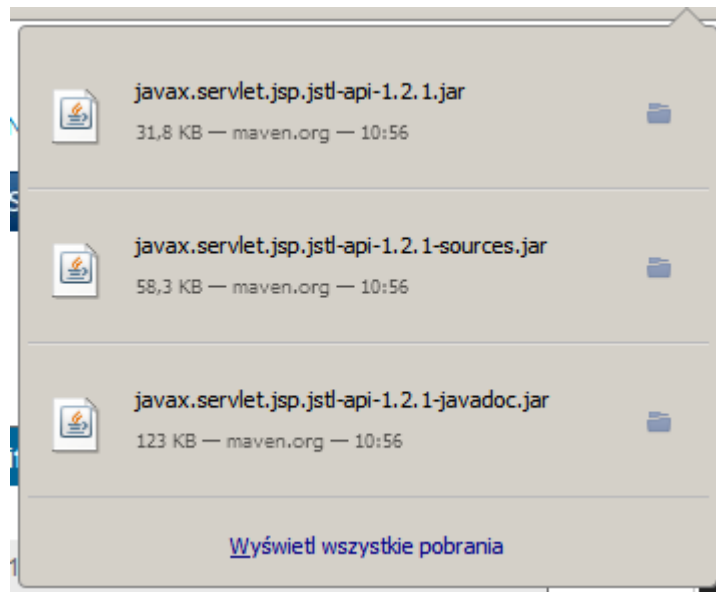 javax.servlet.jsp.jstl-api-1.2.1.jar
31,8 KB — maven.org — 10:56
javax.servlet.jsp.jstl-api-1.2.1-sources.jar
58,3 KB — maven.org — 10:56
javax.servlet.jsp.jstl-api-1.2.1-javadoc.jar
123 KB — maven.org — 10:56
Wyświetl wszystkie pobrania